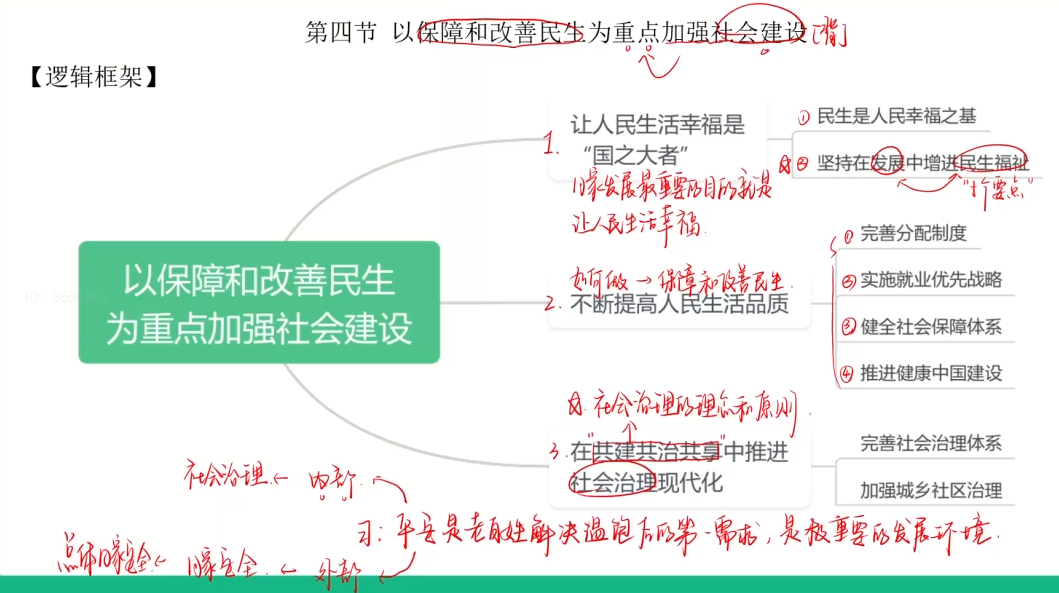 第四节 以保障和改善民生为重点加强社会建设[背]
【逻辑框架】
以保障和改善民生
为重点加强社会建设
1.
让人民生活幸福是
“国之大者”
国家发展最重要的目的就是
让人民生活幸福.
① 民生是人民幸福之基
② 坚持在发展中增进民生福祉
如何做→保障和改善民生.
2. 不断提高人民生活品质
① 完善分配制度
② 实施就业优先战略
③ 健全社会保障体系
④ 推进健康中国建设
社会治理的理念和原则.
3. 在"共建共治共享"中推进
社会治理现代化
完善社会治理体系
加强城乡社区治理
社会治理.← 内部.
习:平安是老百姓解决温饱后的第一需求,是极重要的发展环境.
总体国家安全← 国家安全.← 外部